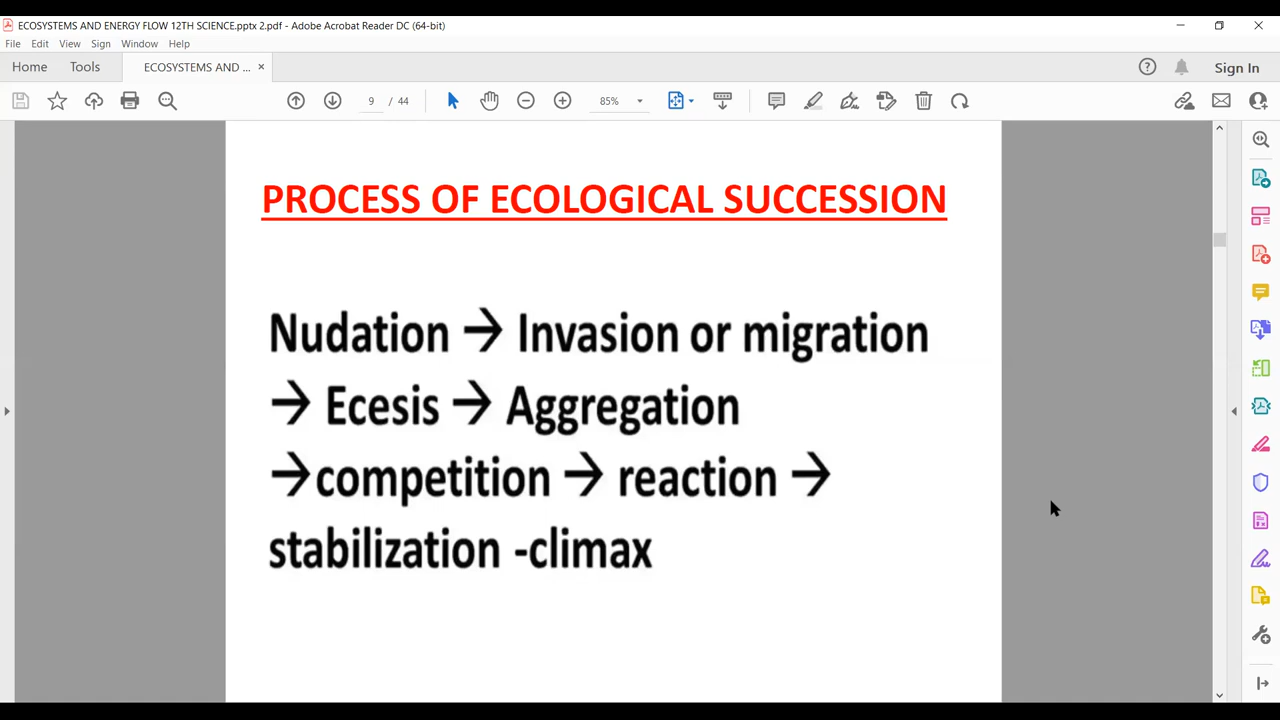 ECOSYSTEMS AND ENERGY FLOW 12TH SCIENCE.pptx 2.pdf - Adobe Acrobat Reader DC (64-bit)
File Edit View Sign Window Help
Home Tools ECOSYSTEMS AND ... × Sign In
9 / 44 85%
PROCESS OF ECOLOGICAL SUCCESSION
Nudation → Invasion or migration
→ Ecesis → Aggregation
→competition → reaction →
stabilization -climax